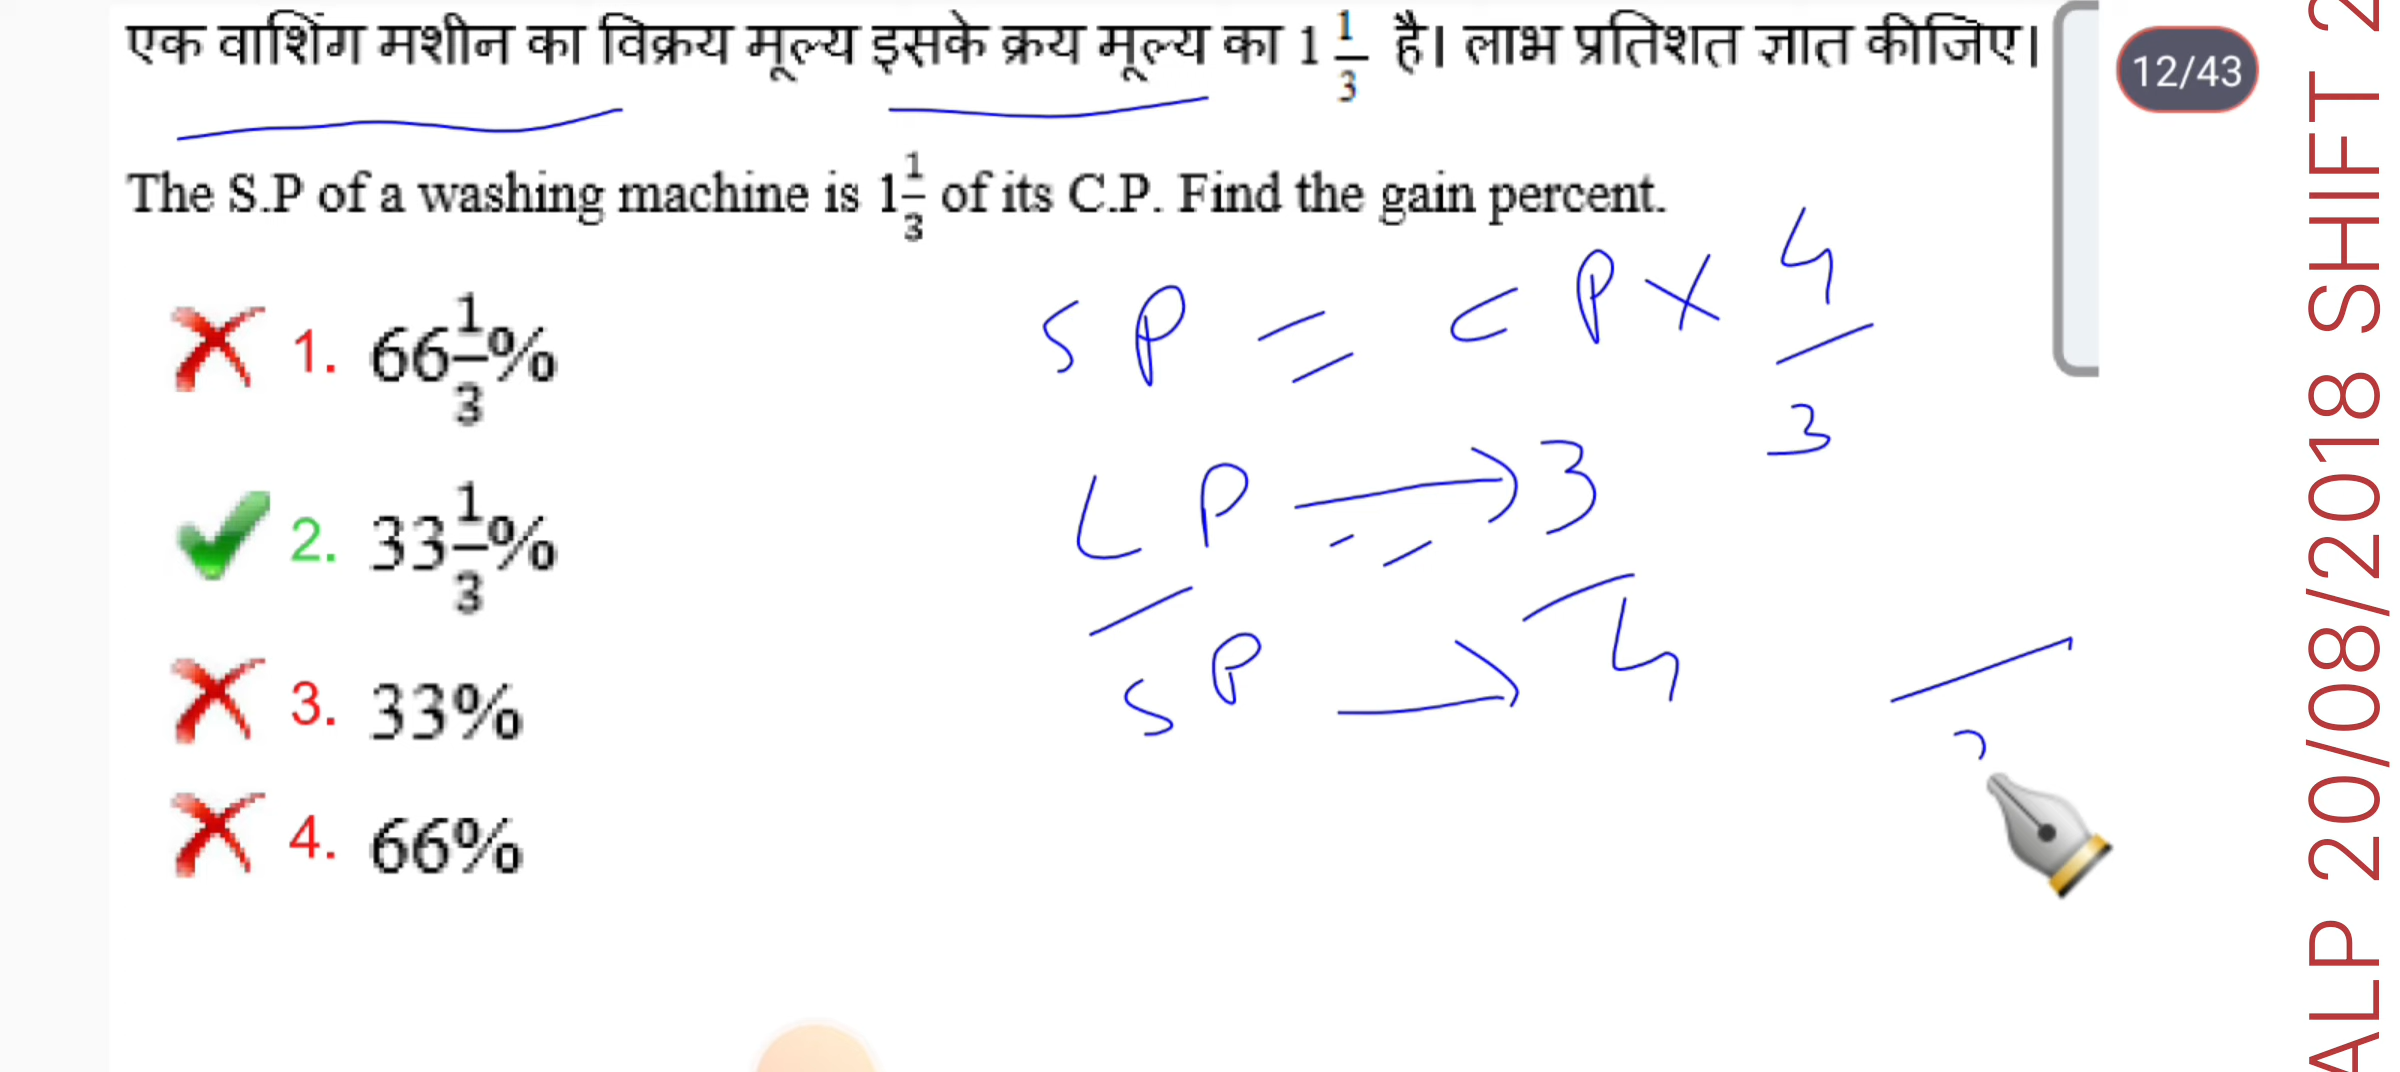 एक वाशिंग मशीन का विक्रय मूल्य इसके क्रय मूल्य का 1 1/3 है। लाभ प्रतिशत ज्ञात कीजिए।
12/43
The S.P of a washing machine is 1 1/3 of its C.P. Find the gain percent.
1. 66 1/3%
2. 33 1/3%
3. 33%
4. 66%
SP = CP × 4/3
CP → 3
SP → 4
ALP 20/08/2018 SHIFT 2